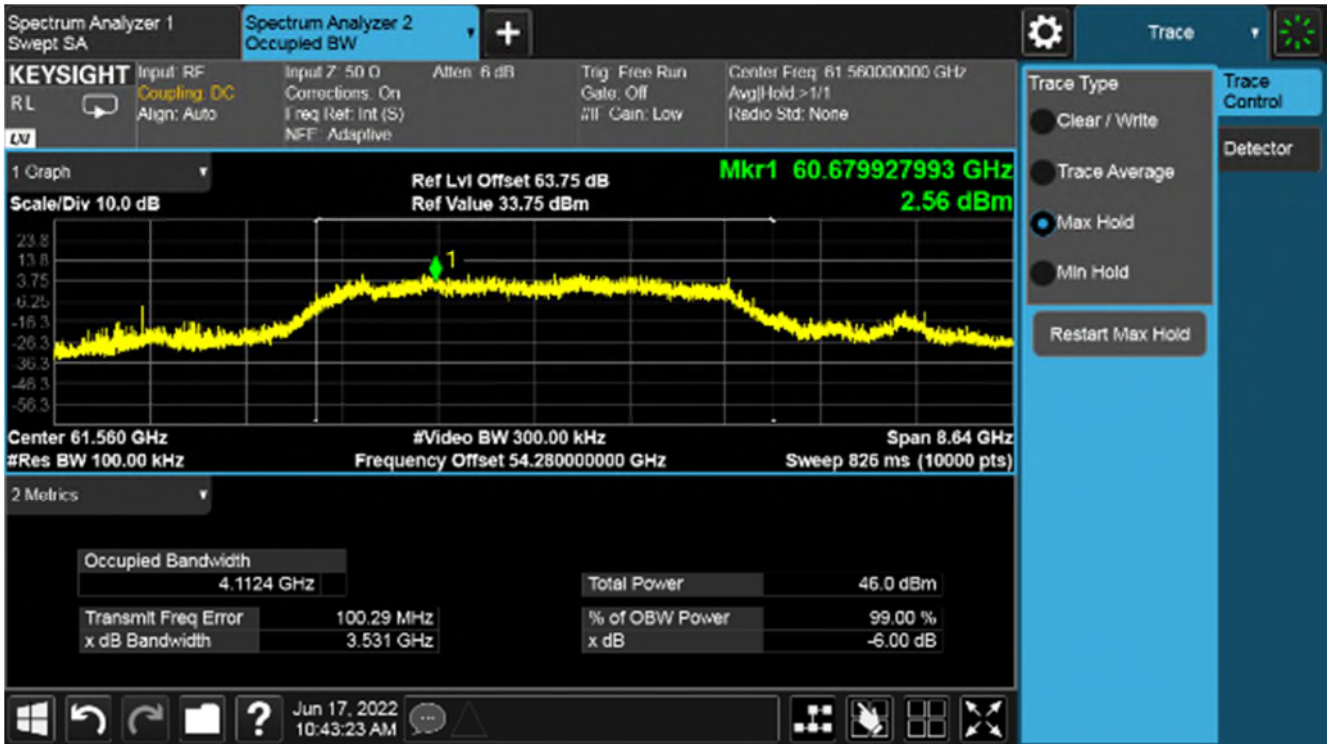 Spectrum Analyzer 1
Swept SA
Spectrum Analyzer 2
Occupied BW
+
Trace
KEYSIGHT
RL
LXI
Input: RF
Coupling: DC
Align: Auto
Input Z: 50 Ω
Corrections: On
Freq Ref: Int (S)
NFE: Adaptive
Atten: 6 dB
Trig: Free Run
Gate: Off
#IF Gain: Low
Center Freq: 61.560000000 GHz
Avg|Hold:>1/1
Radio Std: None
Trace Type
Clear / Write
Trace Average
Max Hold
Min Hold
Restart Max Hold
Trace
Control
Detector
1 Graph
Scale/Div 10.0 dB
Ref Lvl Offset 63.75 dB
Ref Value 33.75 dBm
Mkr1 60.679927993 GHz
2.56 dBm
1
23.8
13.8
3.75
-6.25
-16.3
-26.3
-36.3
-46.3
-56.3
Center 61.560 GHz
#Res BW 100.00 kHz
#Video BW 300.00 kHz
Frequency Offset 54.280000000 GHz
Span 8.64 GHz
Sweep 826 ms (10000 pts)
2 Metrics
Occupied Bandwidth
4.1124 GHz
Transmit Freq Error 100.29 MHz
x dB Bandwidth 3.531 GHz
Total Power 46.0 dBm
% of OBW Power 99.00 %
x dB -6.00 dB
?
Jun 17, 2022
10:43:23 AM